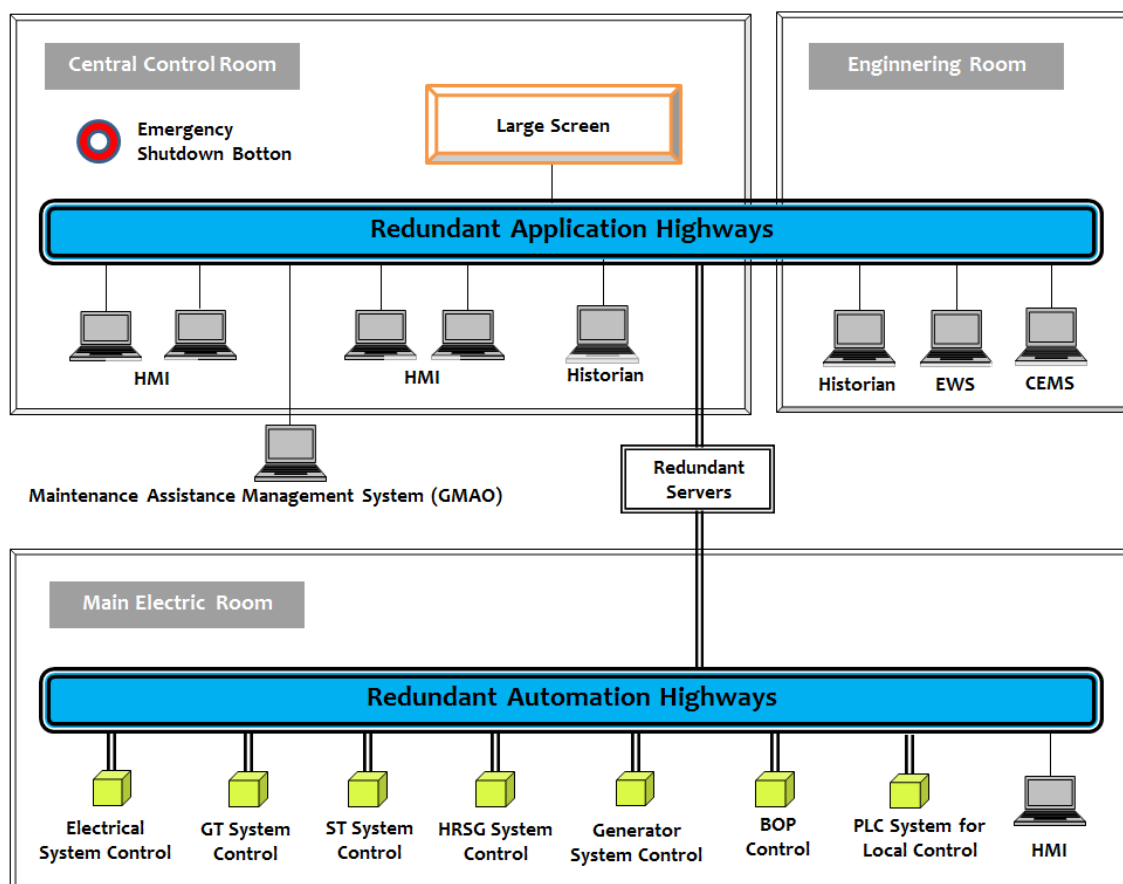 Central Control Room
Enginnering Room
Emergency
Shutdown Botton
Large Screen
Redundant Application Highways
HMI
HMI
Historian
Historian
EWS
CEMS
Maintenance Assistance Management System (GMAO)
Redundant
Servers
Main Electric Room
Redundant Automation Highways
Electrical
System Control
GT System
Control
ST System
Control
HRSG System
Control
Generator
System Control
BOP
Control
PLC System for
Local Control
HMI